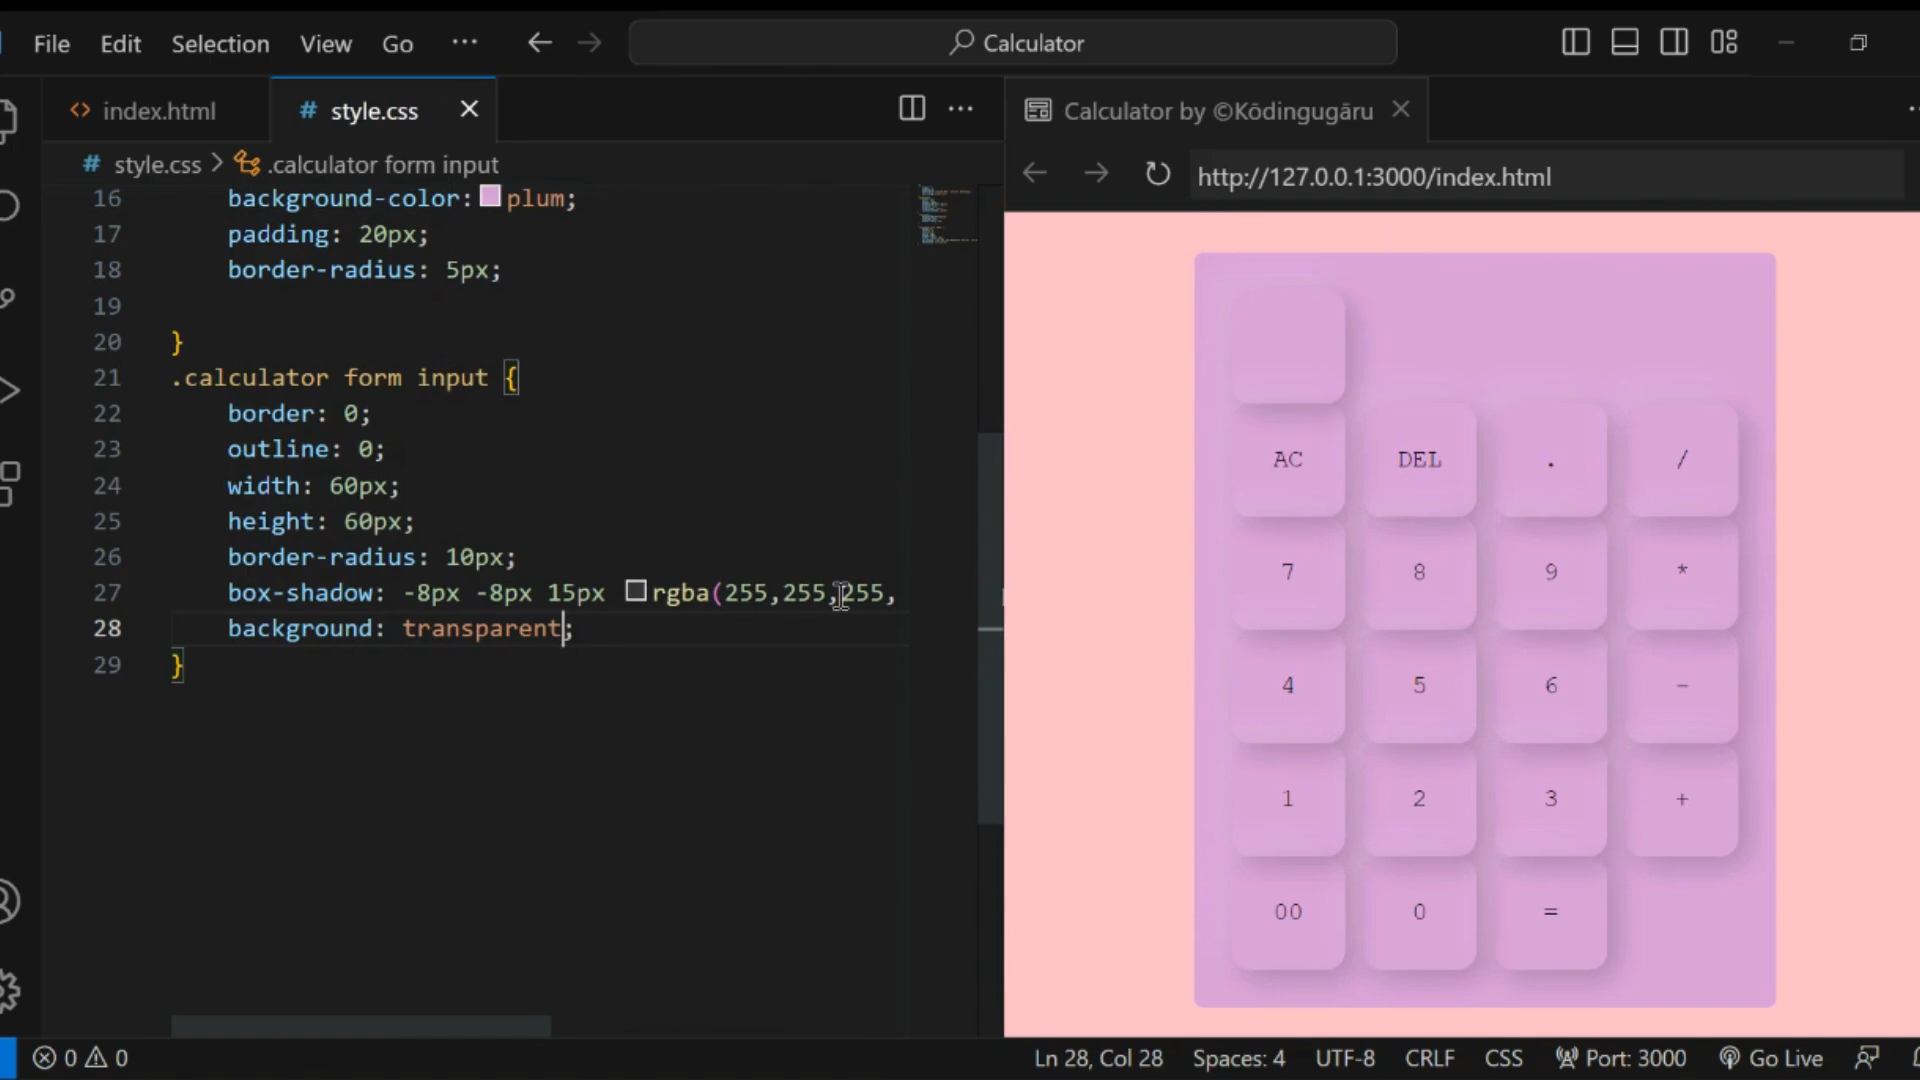 File Edit Selection View Go ··· Calculator
index.html style.css
Calculator by ©Kōdingugāru
style.css > .calculator form input
http://127.0.0.1:3000/index.html
16 background-color: plum;
17 padding: 20px;
18 border-radius: 5px;
19
20 }
21 .calculator form input {
22 border: 0;
23 outline: 0;
24 width: 60px;
25 height: 60px;
26 border-radius: 10px;
27 box-shadow: -8px -8px 15px rgba(255,255,255,
28 background: transparent;
29 }
AC DEL . /
7 8 9 *
4 5 6 -
1 2 3 +
00 0 =
0 0 Ln 28, Col 28 Spaces: 4 UTF-8 CRLF CSS Port: 3000 Go Live